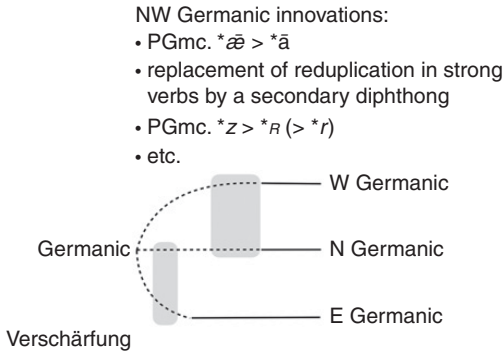 NW Germanic innovations:
• PGmc. *ǣ > *ā
• replacement of reduplication in strong
verbs by a secondary diphthong
• PGmc. *z > *ʀ (> *r)
• etc.
W Germanic
Germanic
N Germanic
E Germanic
Verschärfung